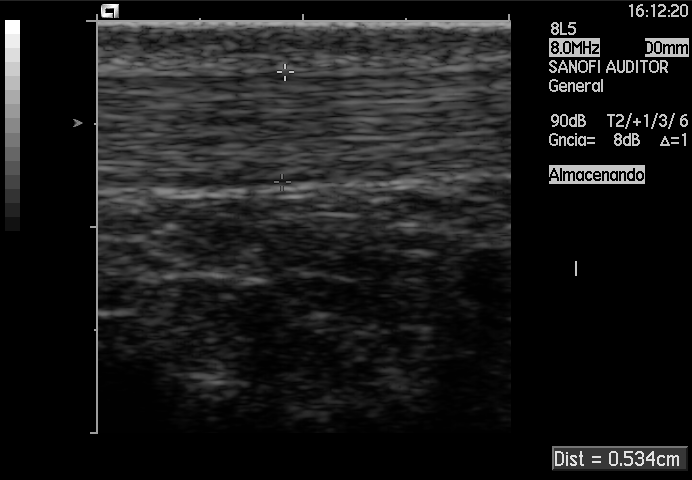 16:12:20
8L5
8.0MHz 00mm
SANOFI AUDITOR
General
90dB T2/+1/3/ 6
Gncia= 8dB Δ=1
Almacenando
Dist = 0.534cm